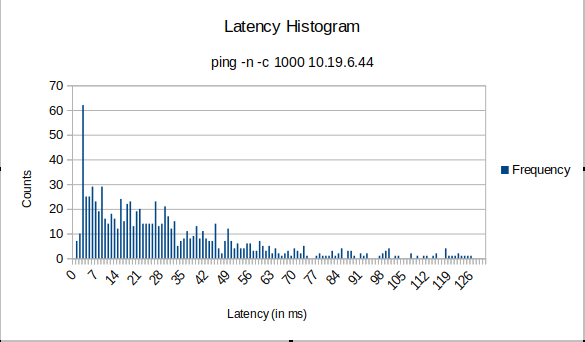 Latency Histogram
ping -n -c 1000 10.19.6.44
70
60
50
40
30
20
10
0
Counts
Frequency
0 7 14 21 28 35 42 49 56 63 70 77 84 91 98 105 112 119 126
Latency (in ms)